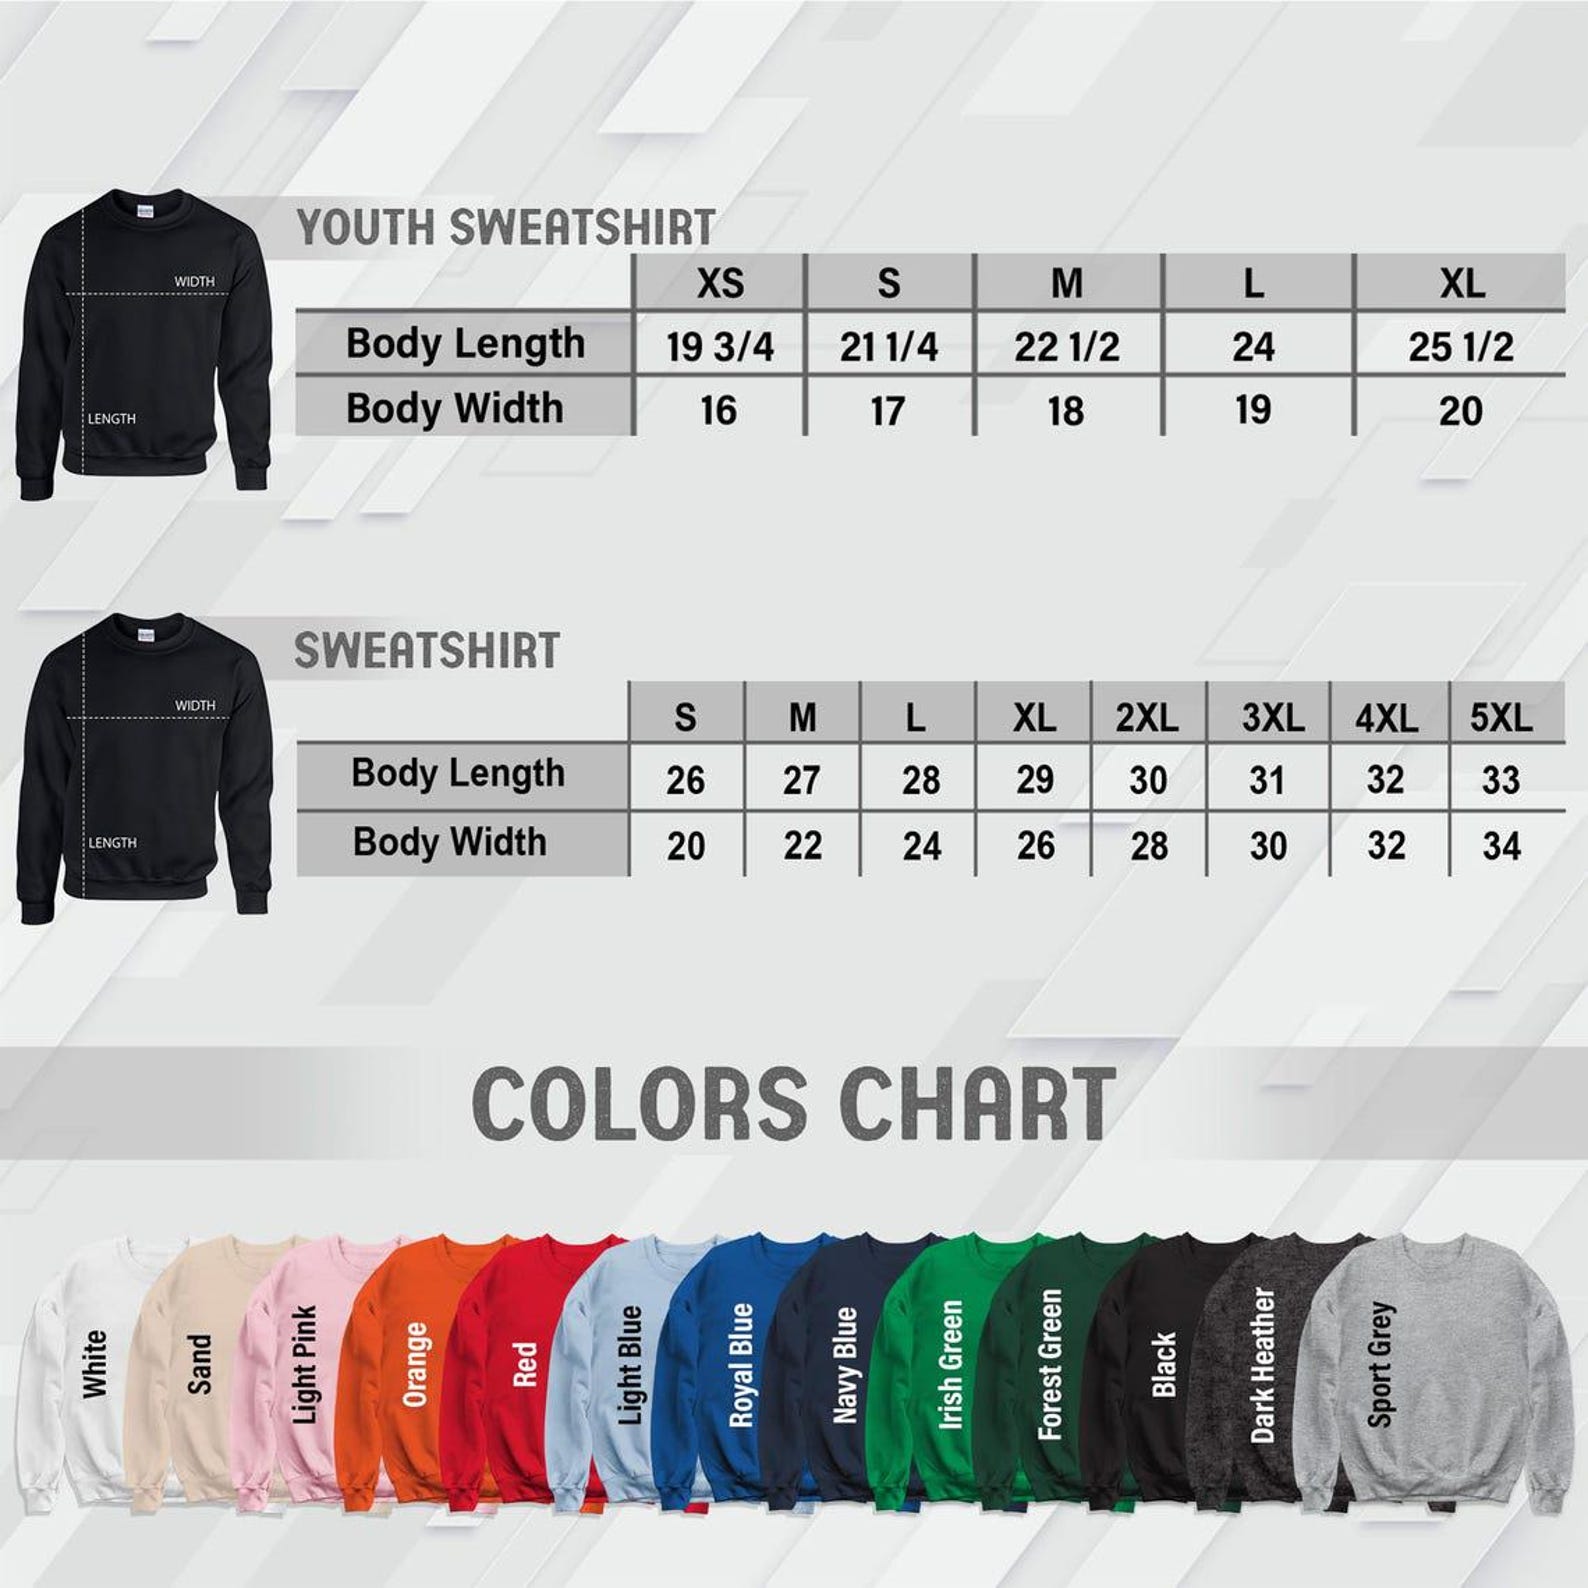 YOUTH SWEATSHIRT
WIDTH
LENGTH
XS S M L XL
Body Length 19 3/4 21 1/4 22 1/2 24 25 1/2
Body Width 16 17 18 19 20
SWEATSHIRT
WIDTH
LENGTH
S M L XL 2XL 3XL 4XL 5XL
Body Length 26 27 28 29 30 31 32 33
Body Width 20 22 24 26 28 30 32 34
COLORS CHART
White
Sand
Light Pink
Orange
Red
Light Blue
Royal Blue
Navy Blue
Irish Green
Forest Green
Black
Dark Heather
Sport Grey